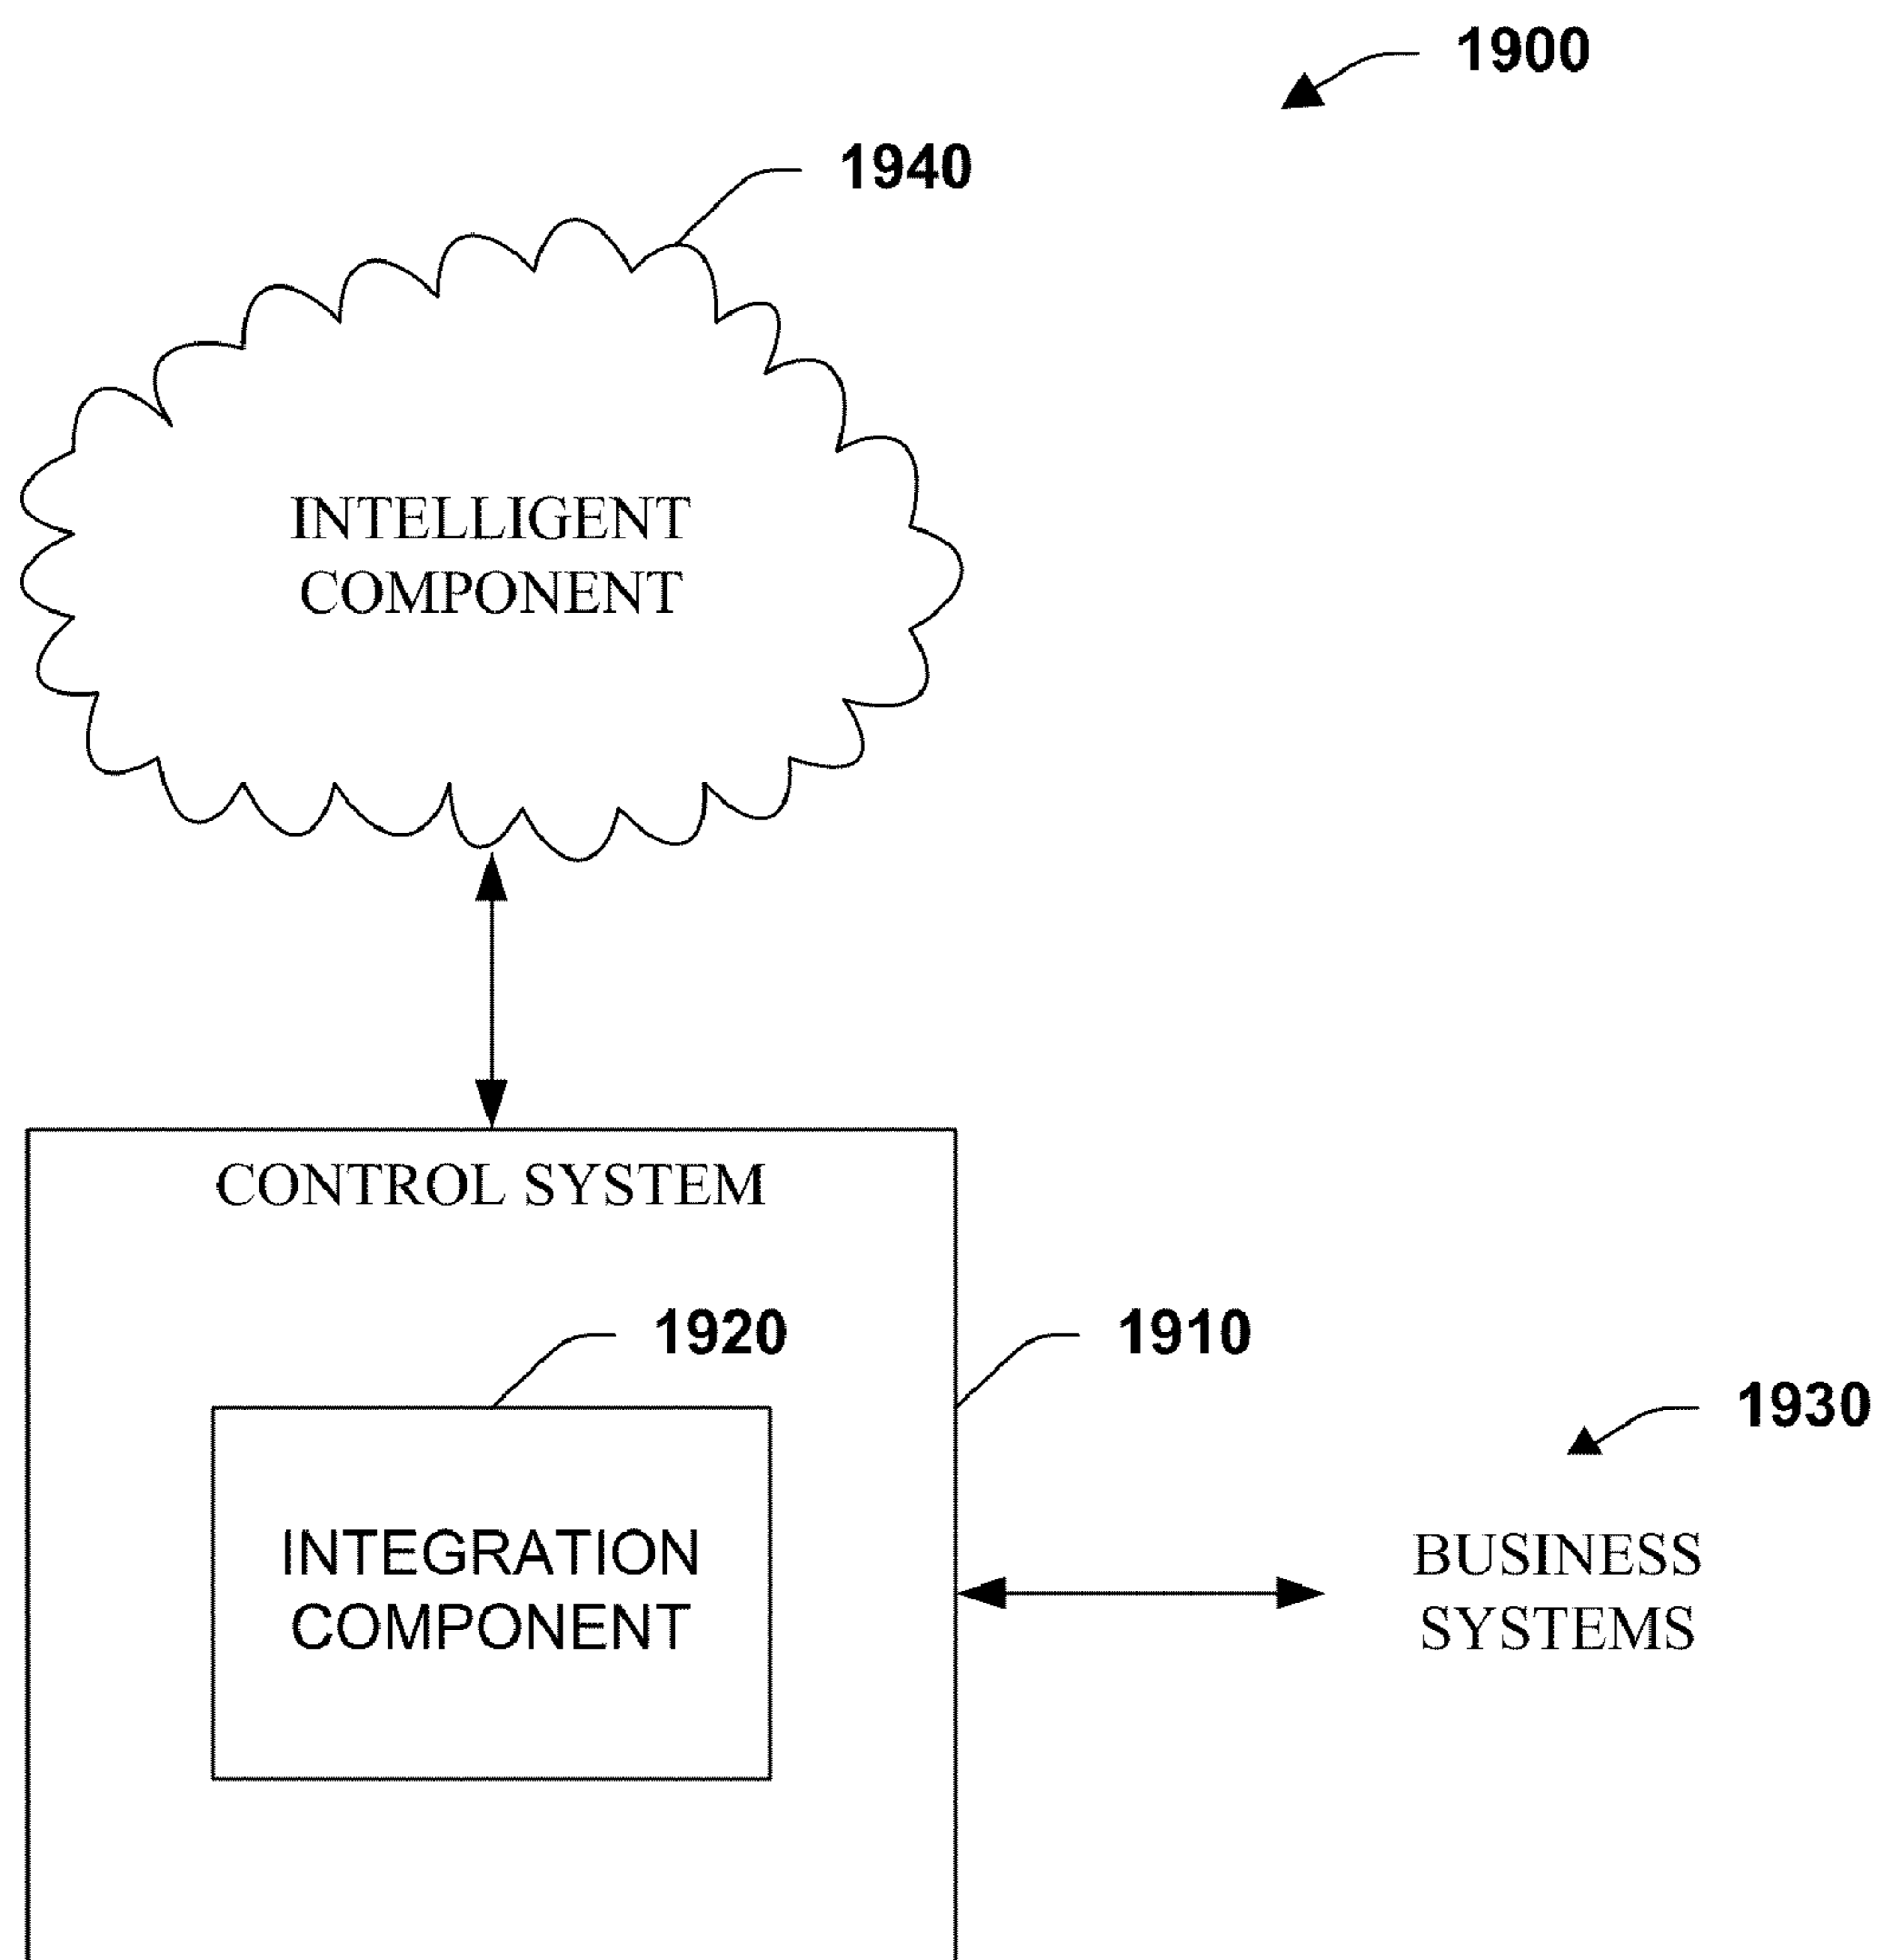 1900
1940
INTELLIGENT
COMPONENT
CONTROL SYSTEM
1920
1910
1930
INTEGRATION
COMPONENT
BUSINESS
SYSTEMS